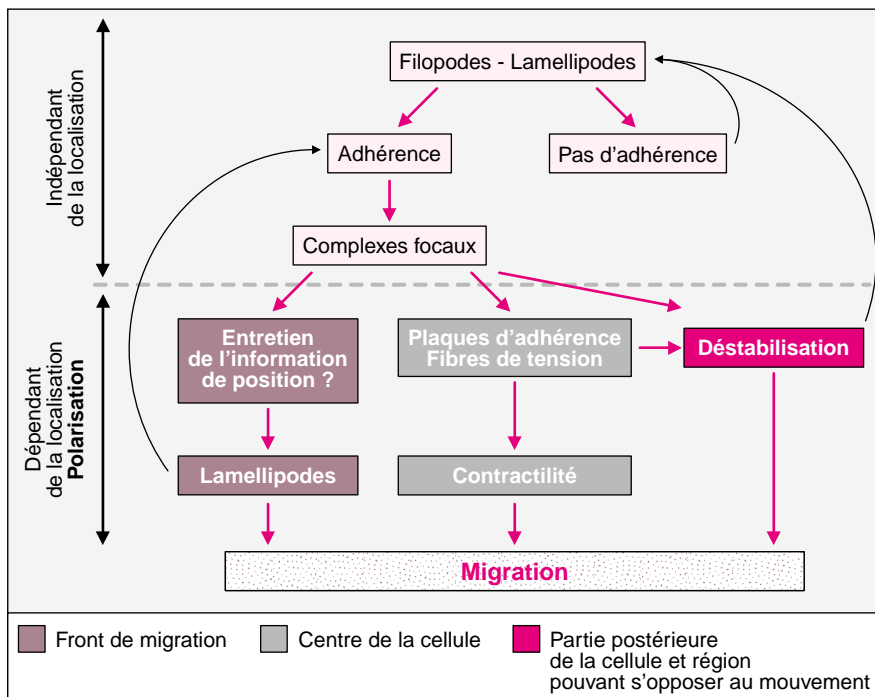 Indépendant
de la localisation
Filopodes - Lamellipodes
Adhérence
Pas d'adhérence
Complexes focaux
Dépendant
de la localisation
Polarisation
Entretien
de l'information
de position ?
Plaques d'adhérence
Fibres de tension
Déstabilisation
Lamellipodes
Contractilité
Migration
Front de migration
Centre de la cellule
Partie postérieure
de la cellule et région
pouvant s'opposer au mouvement